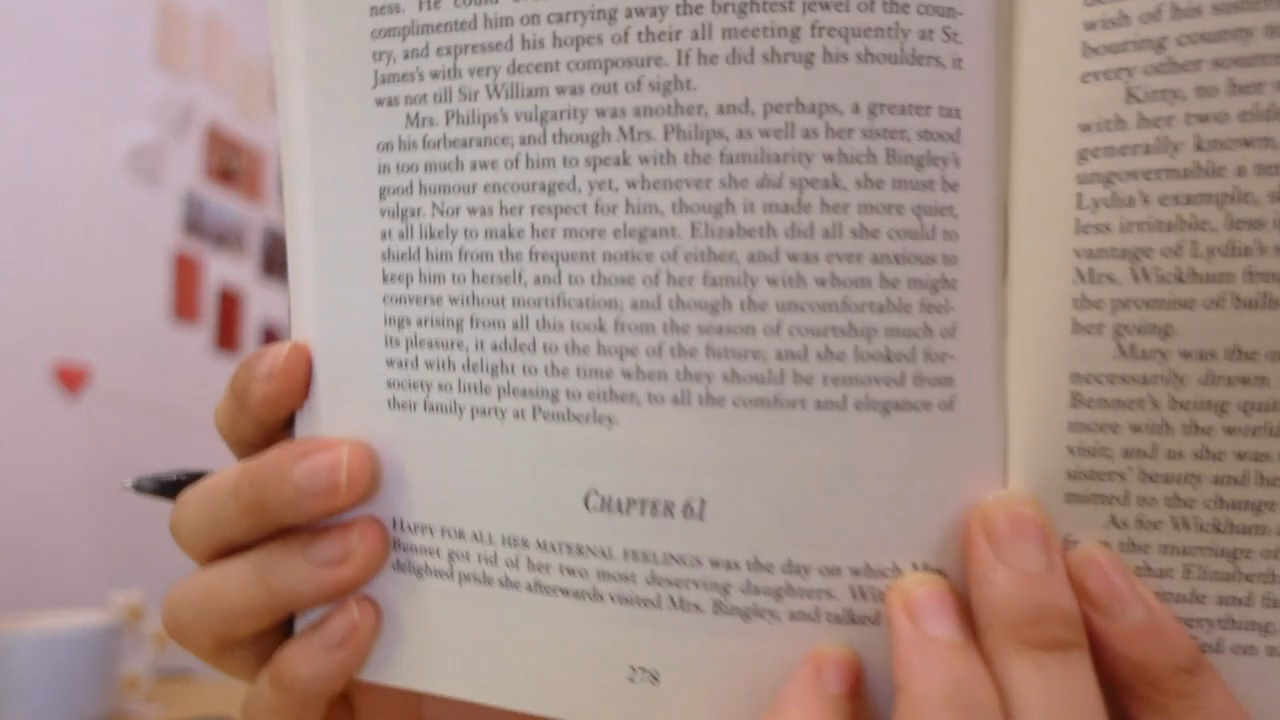 ness. He could
complimented him on carrying away the brightest jewel of the coun-
try, and expressed his hopes of their all meeting frequently at St.
James's with very decent composure. If he did shrug his shoulders, it
was not till Sir William was out of sight.
Mrs. Philips's vulgarity was another, and, perhaps, a greater tax
on his forbearance; and though Mrs. Philips, as well as her sister, stood
in too much awe of him to speak with the familiarity which Bingley's
good humour encouraged, yet, whenever she did speak, she must be
vulgar. Nor was her respect for him, though it made her more quiet,
at all likely to make her more elegant. Elizabeth did all she could to
shield him from the frequent notice of either, and was ever anxious to
keep him to herself, and to those of her family with whom he might
converse without mortification; and though the uncomfortable feel-
ings arising from all this took from the season of courtship much of
its pleasure, it added to the hope of the future; and she looked for-
ward with delight to the time when they should be removed from
society so little pleasing to either, to all the comfort and elegance of
their family party at Pemberley.
CHAPTER 61
HAPPY FOR ALL HER MATERNAL FEELINGS was the day on which
Bennet got rid of her two most deserving daughters.
delighted pride she afterwards visited Mrs. Bingley, and talked
278
wish of his
bouring county
every other
Kitty, to her
with her two
generally known,
ungovernable a
Lydia's example,
less irritable, less
vantage of Lydia's
Mrs. Wickham
the promise of balls
her going.
Mary was the
necessarily drawn
Bennet's being
more with the
visit; and as she was
sisters' beauty and
to the change
As for Wickham
the marriage of
that Elizabeth